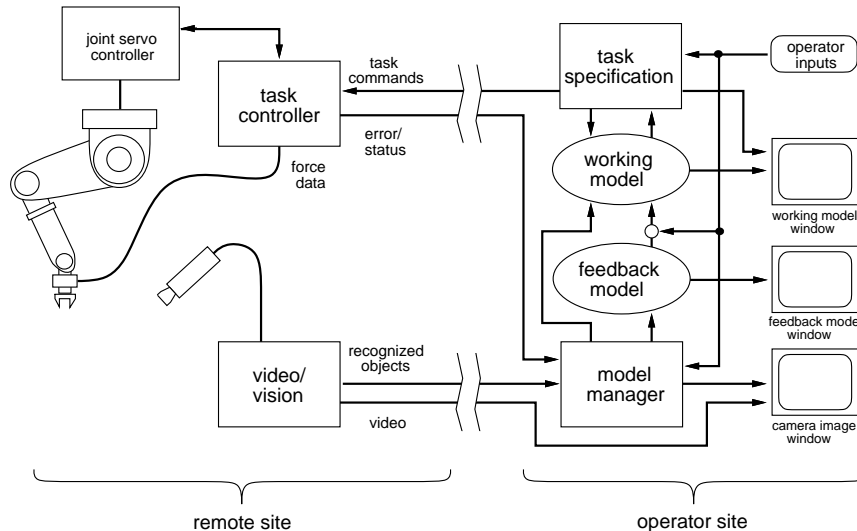 joint servo
controller
task
controller
task
commands
error/
status
force
data
task
specification
operator
inputs
working
model
working model
window
feedback
model
feedback mode
window
video/
vision
recognized
objects
video
model
manager
camera image
window
remote site
operator site